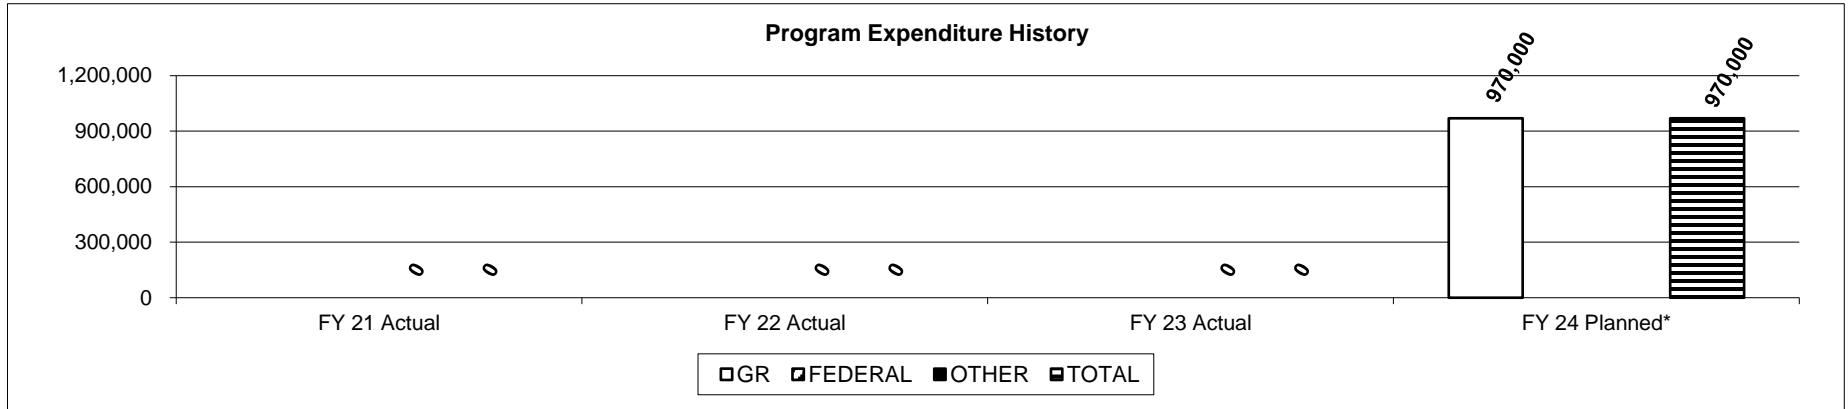 Program Expenditure History
970,000 970,000
1,200,000
900,000
600,000
300,000
0 0 0 0 0 0
0
FY 21 Actual FY 22 Actual FY 23 Actual FY 24 Planned*
GR FEDERAL OTHER TOTAL